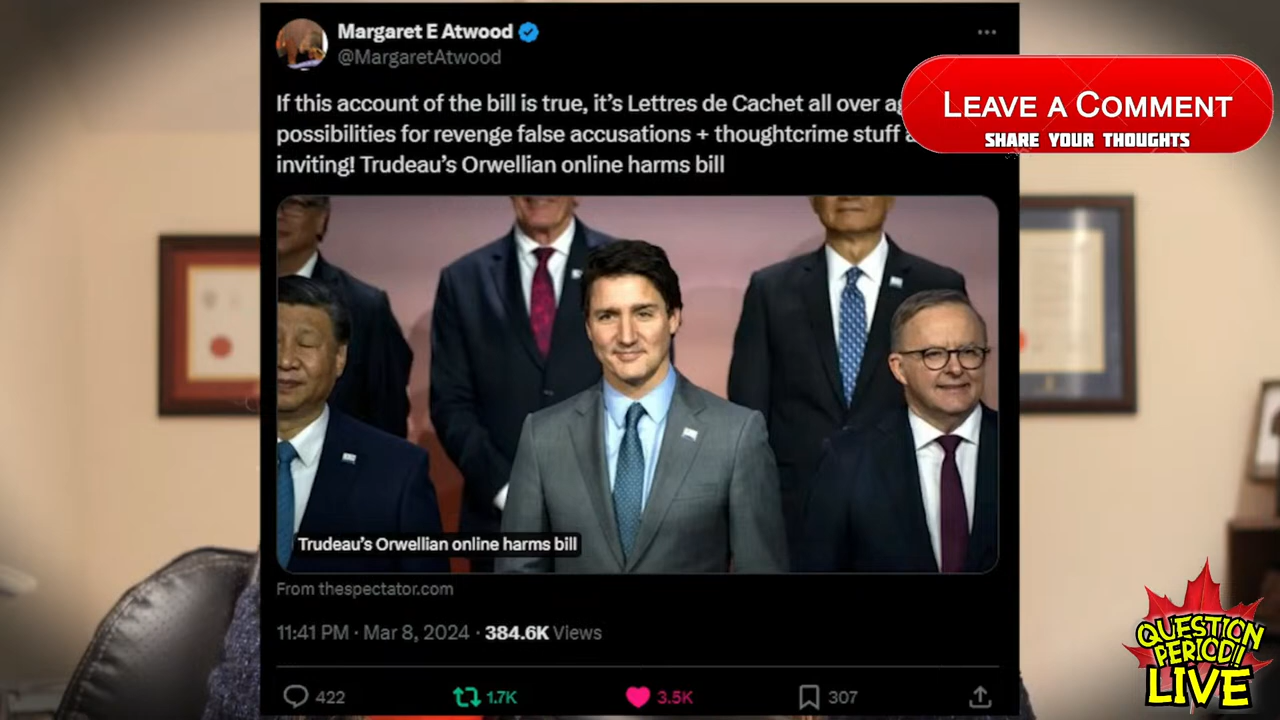 Margaret E Atwood
@MargaretAtwood
If this account of the bill is true, it's Lettres de Cachet all over
possibilities for revenge false accusations + thoughtcrime stuff
inviting! Trudeau's Orwellian online harms bill
LEAVE A COMMENT
SHARE YOUR THOUGHTS
Trudeau's Orwellian online harms bill
From thespectator.com
11:41 PM · Mar 8, 2024 · 384.6K Views
422 1.7K 3.5K 307
QUESTION
PERIOD!
LIVE